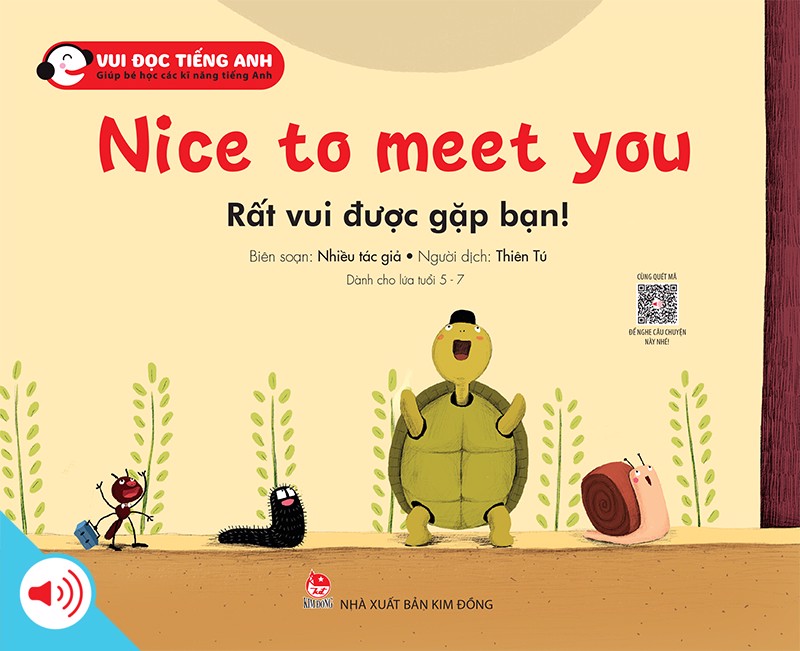 VUI ĐỌC TIẾNG ANH
Giúp bé học các kĩ năng tiếng Anh
Nice to meet you
Rất vui được gặp bạn!
Biên soạn: Nhiều tác giả • Người dịch: Thiên Tú
Dành cho lứa tuổi 5 - 7
CÙNG QUÉT MÃ
ĐỂ NGHE CÂU CHUYỆN
NÀY NHÉ!
KIM ĐỒNG
NHÀ XUẤT BẢN KIM ĐỒNG